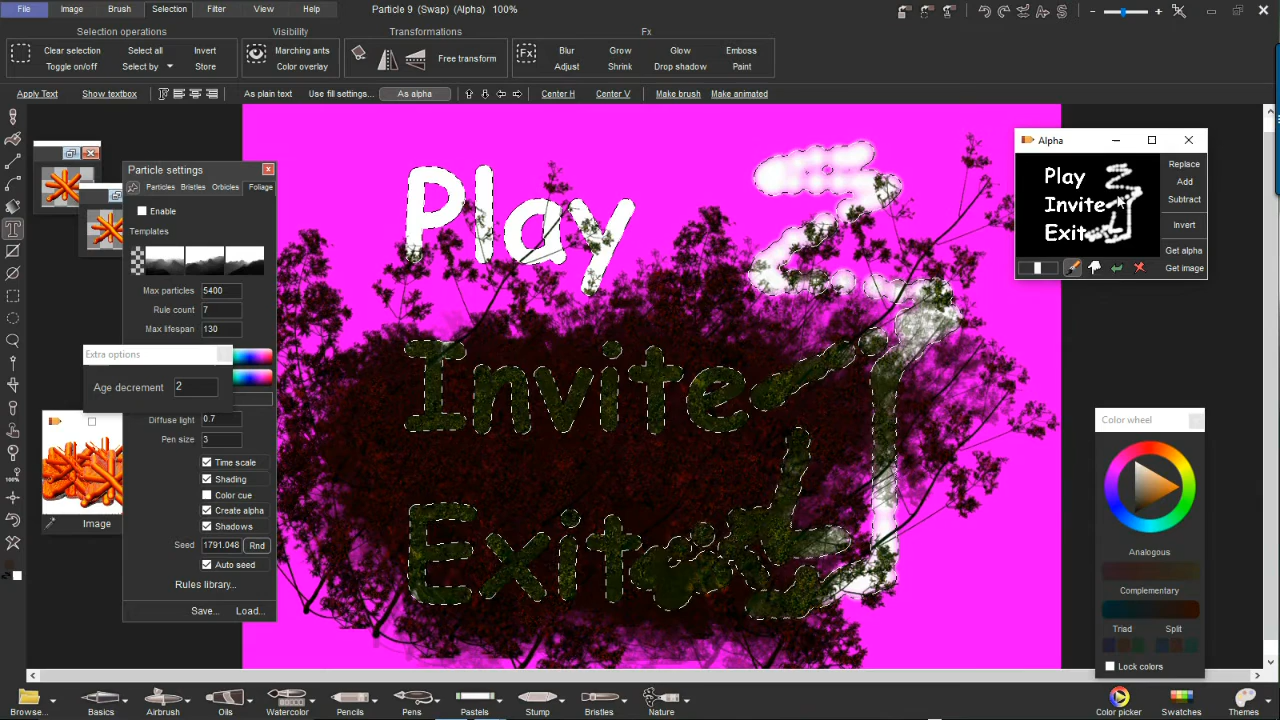 File Image Brush Selection Filter View Help Particle 9 (Swap) (Alpha) 100%
Selection operations Visibility Transformations Fx
Clear selection Select all Invert Marching ants Free transform Blur Grow Glow Emboss
Toggle on/off Select by Store Color overlay Adjust Shrink Drop shadow Paint
Apply Text Show textbox As plain text Use fill settings... As alpha Center H Center V Make brush Make animated
Particle settings
Particles Bristles Orbicles Foliage
Enable
Templates
Max particles 5400
Rule count 7
Max lifespan 130
Extra options
Age decrement 2
Diffuse light 0.7
Pen size 3
Time scale
Shading
Color cue
Create alpha
Shadows
Seed 1791.048 Rnd
Auto seed
Rules library...
Save... Load...
Image
100%
Play
Invite
Exit
Alpha
Play
Invite
Exit
Replace
Add
Subtract
Invert
Get alpha
Get image
Color wheel
Analogous
Complementary
Triad Split
Lock colors
Browse... Basics Airbrush Oils Watercolor Pencils Pens Pastels Stump Bristles Nature Color picker Swatches Themes